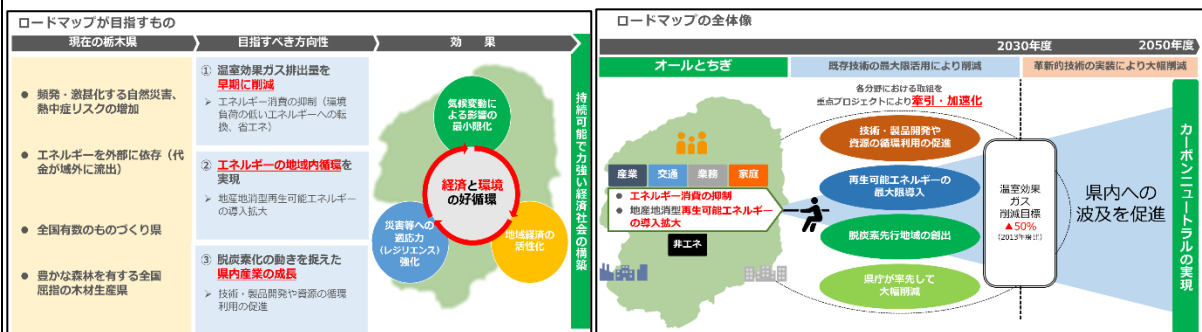 ロードマップが目指すもの
現在の栃木県
目指すべき方向性
効 果
● 頻発・激甚化する自然災害、
熱中症リスクの増加
● エネルギーを外部に依存（代
金が域外に流出）
● 全国有数のものづくり県
● 豊かな森林を有する全国
屈指の木材生産県
① 温室効果ガス排出量を
早期に削減
➢ エネルギー消費の抑制（環境
負荷の低いエネルギーへの転
換、省エネ）
② エネルギーの地域内循環を
実現
➢ 地産地消型再生可能エネルギー
の導入拡大
③ 脱炭素化の動きを捉えた
県内産業の成長
➢ 技術・製品開発や資源の循環
利用の促進
気候変動に
よる影響の
最小限化
経済と環境
の好循環
災害等への
適応力
（レジリエンス）
強化
地域経済の
活性化
持続可能で力強い経済社会の構築
ロードマップの全体像
2030年度
2050年度
オールとちぎ
既存技術の最大限活用により削減
革新的技術の実装により大幅削減
各分野における取組を
重点プロジェクトにより牽引・加速化
産業
交通
業務
家庭
● エネルギー消費の抑制
● 地産地消型再生可能エネルギー
の導入拡大
非エネ
技術・製品開発や
資源の循環利用の促進
再生可能エネルギーの
最大限導入
脱炭素先行地域の創出
県庁が率先して
大幅削減
温室効果
ガス
削減目標
▲50%
(2013年度比)
県内への
波及を促進
カーボンニュートラルの実現